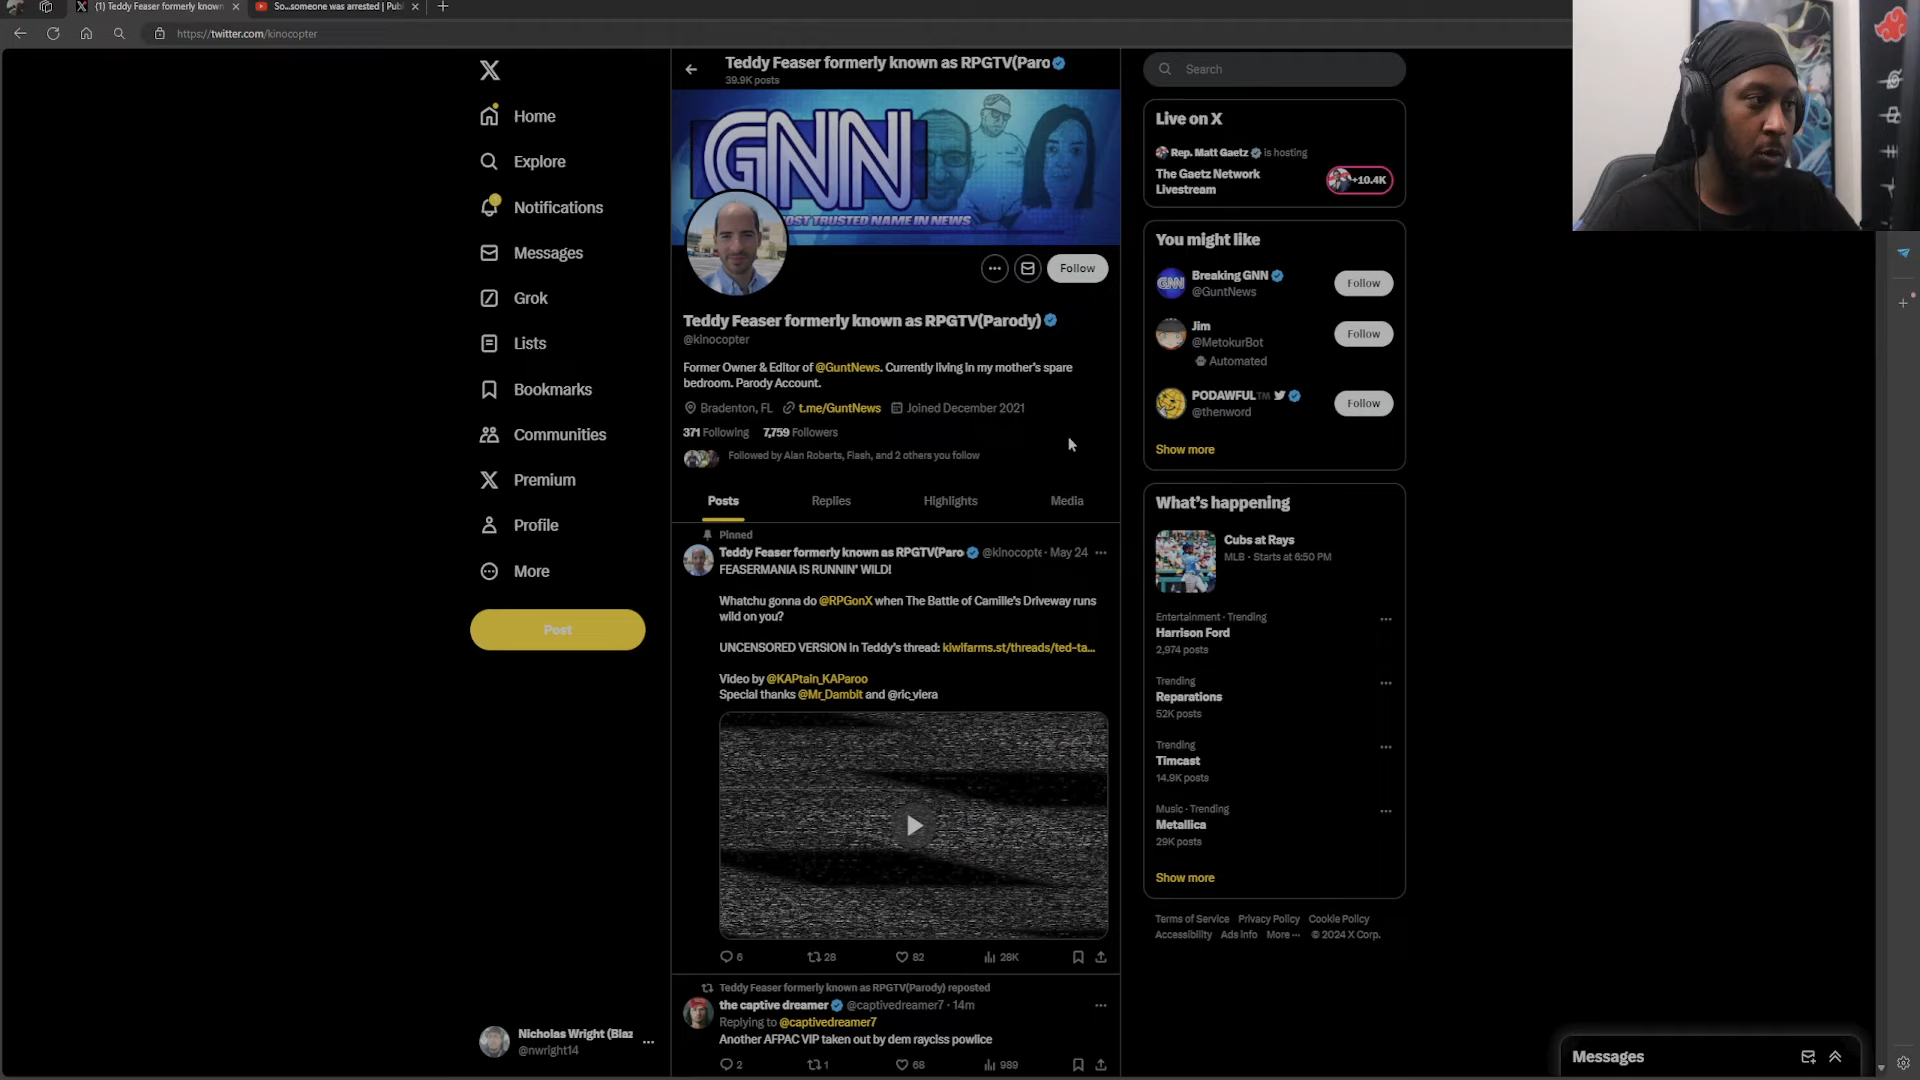 (1) Teddy Feaser formerly known
So...someone was arrested | Publ
https://twitter.com/kinocopter
Home
Explore
Notifications
Messages
Grok
Lists
Bookmarks
Communities
Premium
Profile
More
Post
Nicholas Wright (Blaz
@nwright14
Teddy Feaser formerly known as RPGTV(Paro
39.9K posts
GNN
OST TRUSTED NAME IN NEWS
Follow
Teddy Feaser formerly known as RPGTV(Parody)
@kinocopter
Former Owner & Editor of @GuntNews. Currently living in my mother's spare
bedroom. Parody Account.
Bradenton, FL t.me/GuntNews Joined December 2021
371 Following 7,759 Followers
Followed by Alan Roberts, Flash, and 2 others you follow
Posts Replies Highlights Media
Pinned
Teddy Feaser formerly known as RPGTV(Paro @kinocopte · May 24
FEASERMANIA IS RUNNIN' WILD!
Whatchu gonna do @RPGonX when The Battle of Camille's Driveway runs
wild on you?
UNCENSORED VERSION in Teddy's thread: kiwifarms.st/threads/ted-ta...
Video by @KAPtain_KAParoo
Special thanks @Mr_Dambit and @ric_viera
6 28 82 28K
Teddy Feaser formerly known as RPGTV(Parody) reposted
the captive dreamer @captivedreamer7 · 14m
Replying to @captivedreamer7
Another AFPAC VIP taken out by dem rayciss powlice
2 1 68 989
Search
Live on X
Rep. Matt Gaetz is hosting
The Gaetz Network
Livestream
+10.4K
You might like
Breaking GNN
@GuntNews
Follow
GNN
Jim
@MetokurBot
Automated
Follow
PODAWFUL™
@thenword
Follow
Show more
What's happening
Cubs at Rays
MLB · Starts at 6:50 PM
Entertainment · Trending
Harrison Ford
2,974 posts
Trending
Reparations
52K posts
Trending
Timcast
14.9K posts
Music · Trending
Metallica
29K posts
Show more
Terms of Service Privacy Policy Cookie Policy
Accessibility Ads info More ··· © 2024 X Corp.
Messages